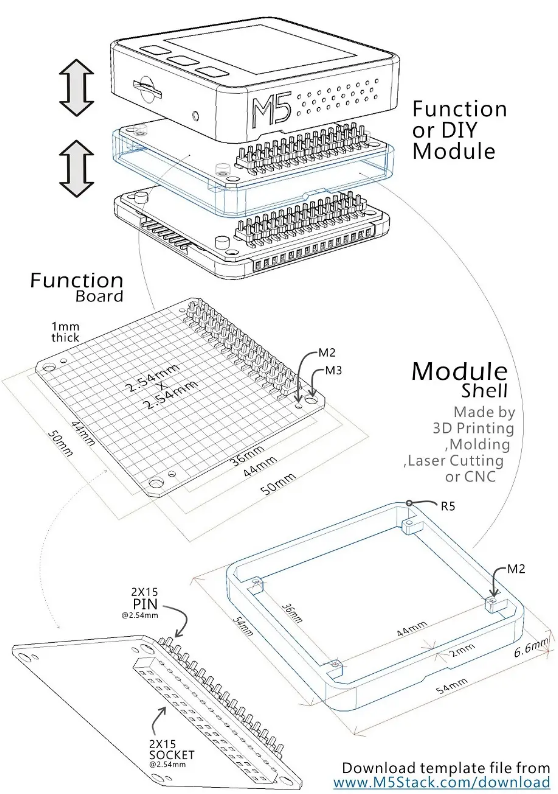 M5
Function
or DIY
Module
Function
Board
1mm
thick
2.54mm
X
2.54mm
M2
M3
44mm
50mm
36mm
44mm
50mm
Module
Shell
Made by
3D Printing
,Molding
,Laser Cutting
or CNC
R5
M2
36mm
54mm
44mm
2mm
6.6mm
54mm
2X15
PIN
@2.54mm
2X15
SOCKET
@2.54mm
Download template file from
www.M5Stack.com/download